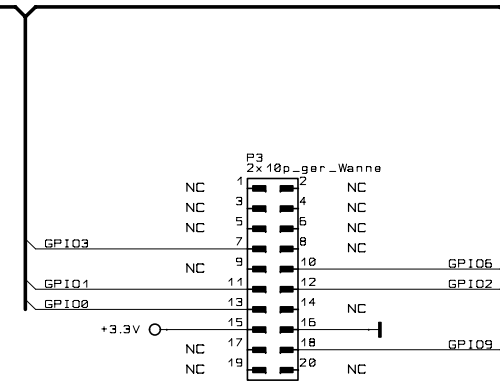 P3
2x10p_ger_Wanne
NC 1 2 NC
NC 3 4 NC
NC 5 6 NC
GPIO3 7 8 NC
NC 9 10 GPIO6
GPIO1 11 12 GPIO2
GPIO0 13 14 NC
+3.3V 15 16
NC 17 18 GPIO9
NC 19 20 NC